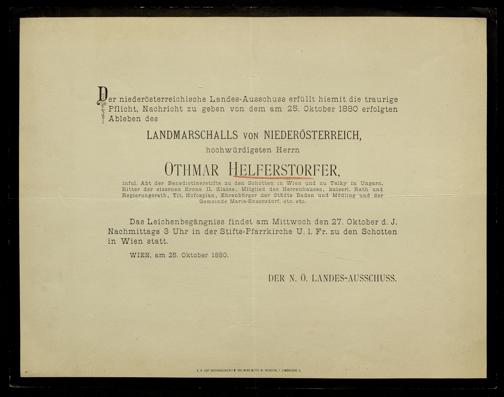 Der niederösterreichische Landes-Ausschuss erfüllt hiemit die traurige
Pflicht, Nachricht zu geben von dem am 25. Oktober 1880 erfolgten
Ableben des
LANDMARSCHALLS VON NIEDERÖSTERREICH,
hochwürdigsten Herrn
OTHMAR HELFERSTORFER,
inful. Abt der Benedictinerstifte zu den Schotten in Wien und zu Telky in Ungarn,
Ritter der eisernen Krone II. Classe, Mitglied des Herrenhauses, kaiserl. Rath und
Regierungsrath, Tit. Hofkaplan, Ehrenbürger der Städte Baden und Mödling und der
Gemeinde Maria-Enzersdorf, etc. etc.
Das Leichenbegängniss findet am Mittwoch den 27. Oktober d. J.
Nachmittags 3 Uhr in der Stifts-Pfarrkirche U. l. Fr. zu den Schotten
in Wien statt.
WIEN, am 25. Oktober 1880.
DER N. Ö. LANDES-AUSSCHUSS.